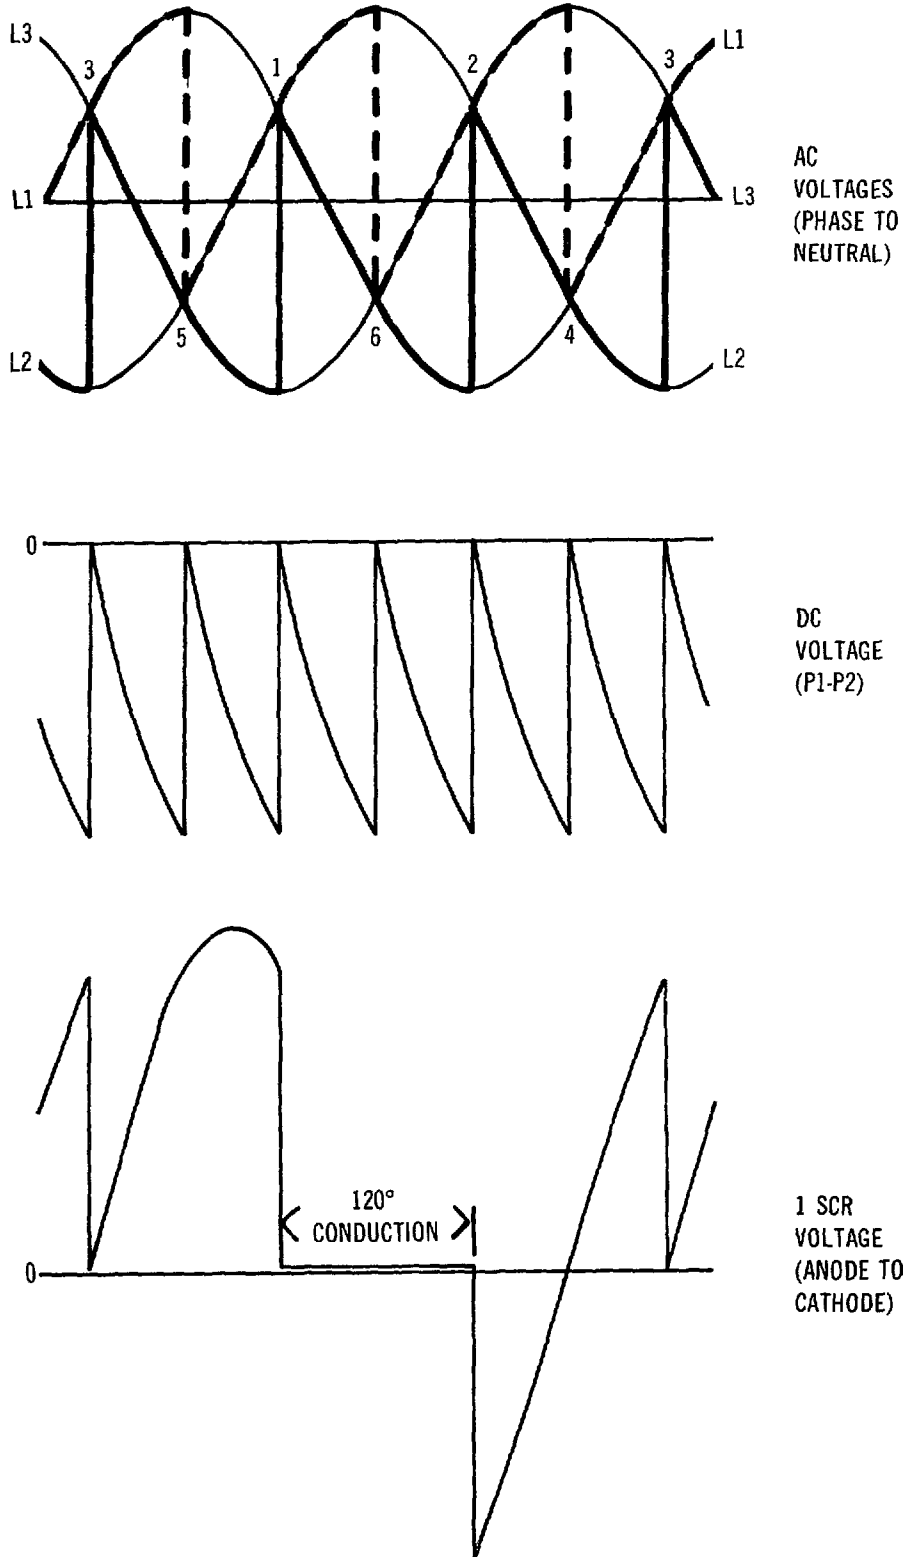 L3
3
1
2
3
L1
L1
L3
AC
VOLTAGES
(PHASE TO
NEUTRAL)
5
6
4
L2
L2
0
DC
VOLTAGE
(P1-P2)
120°
CONDUCTION
1 SCR
VOLTAGE
(ANODE TO
CATHODE)
0